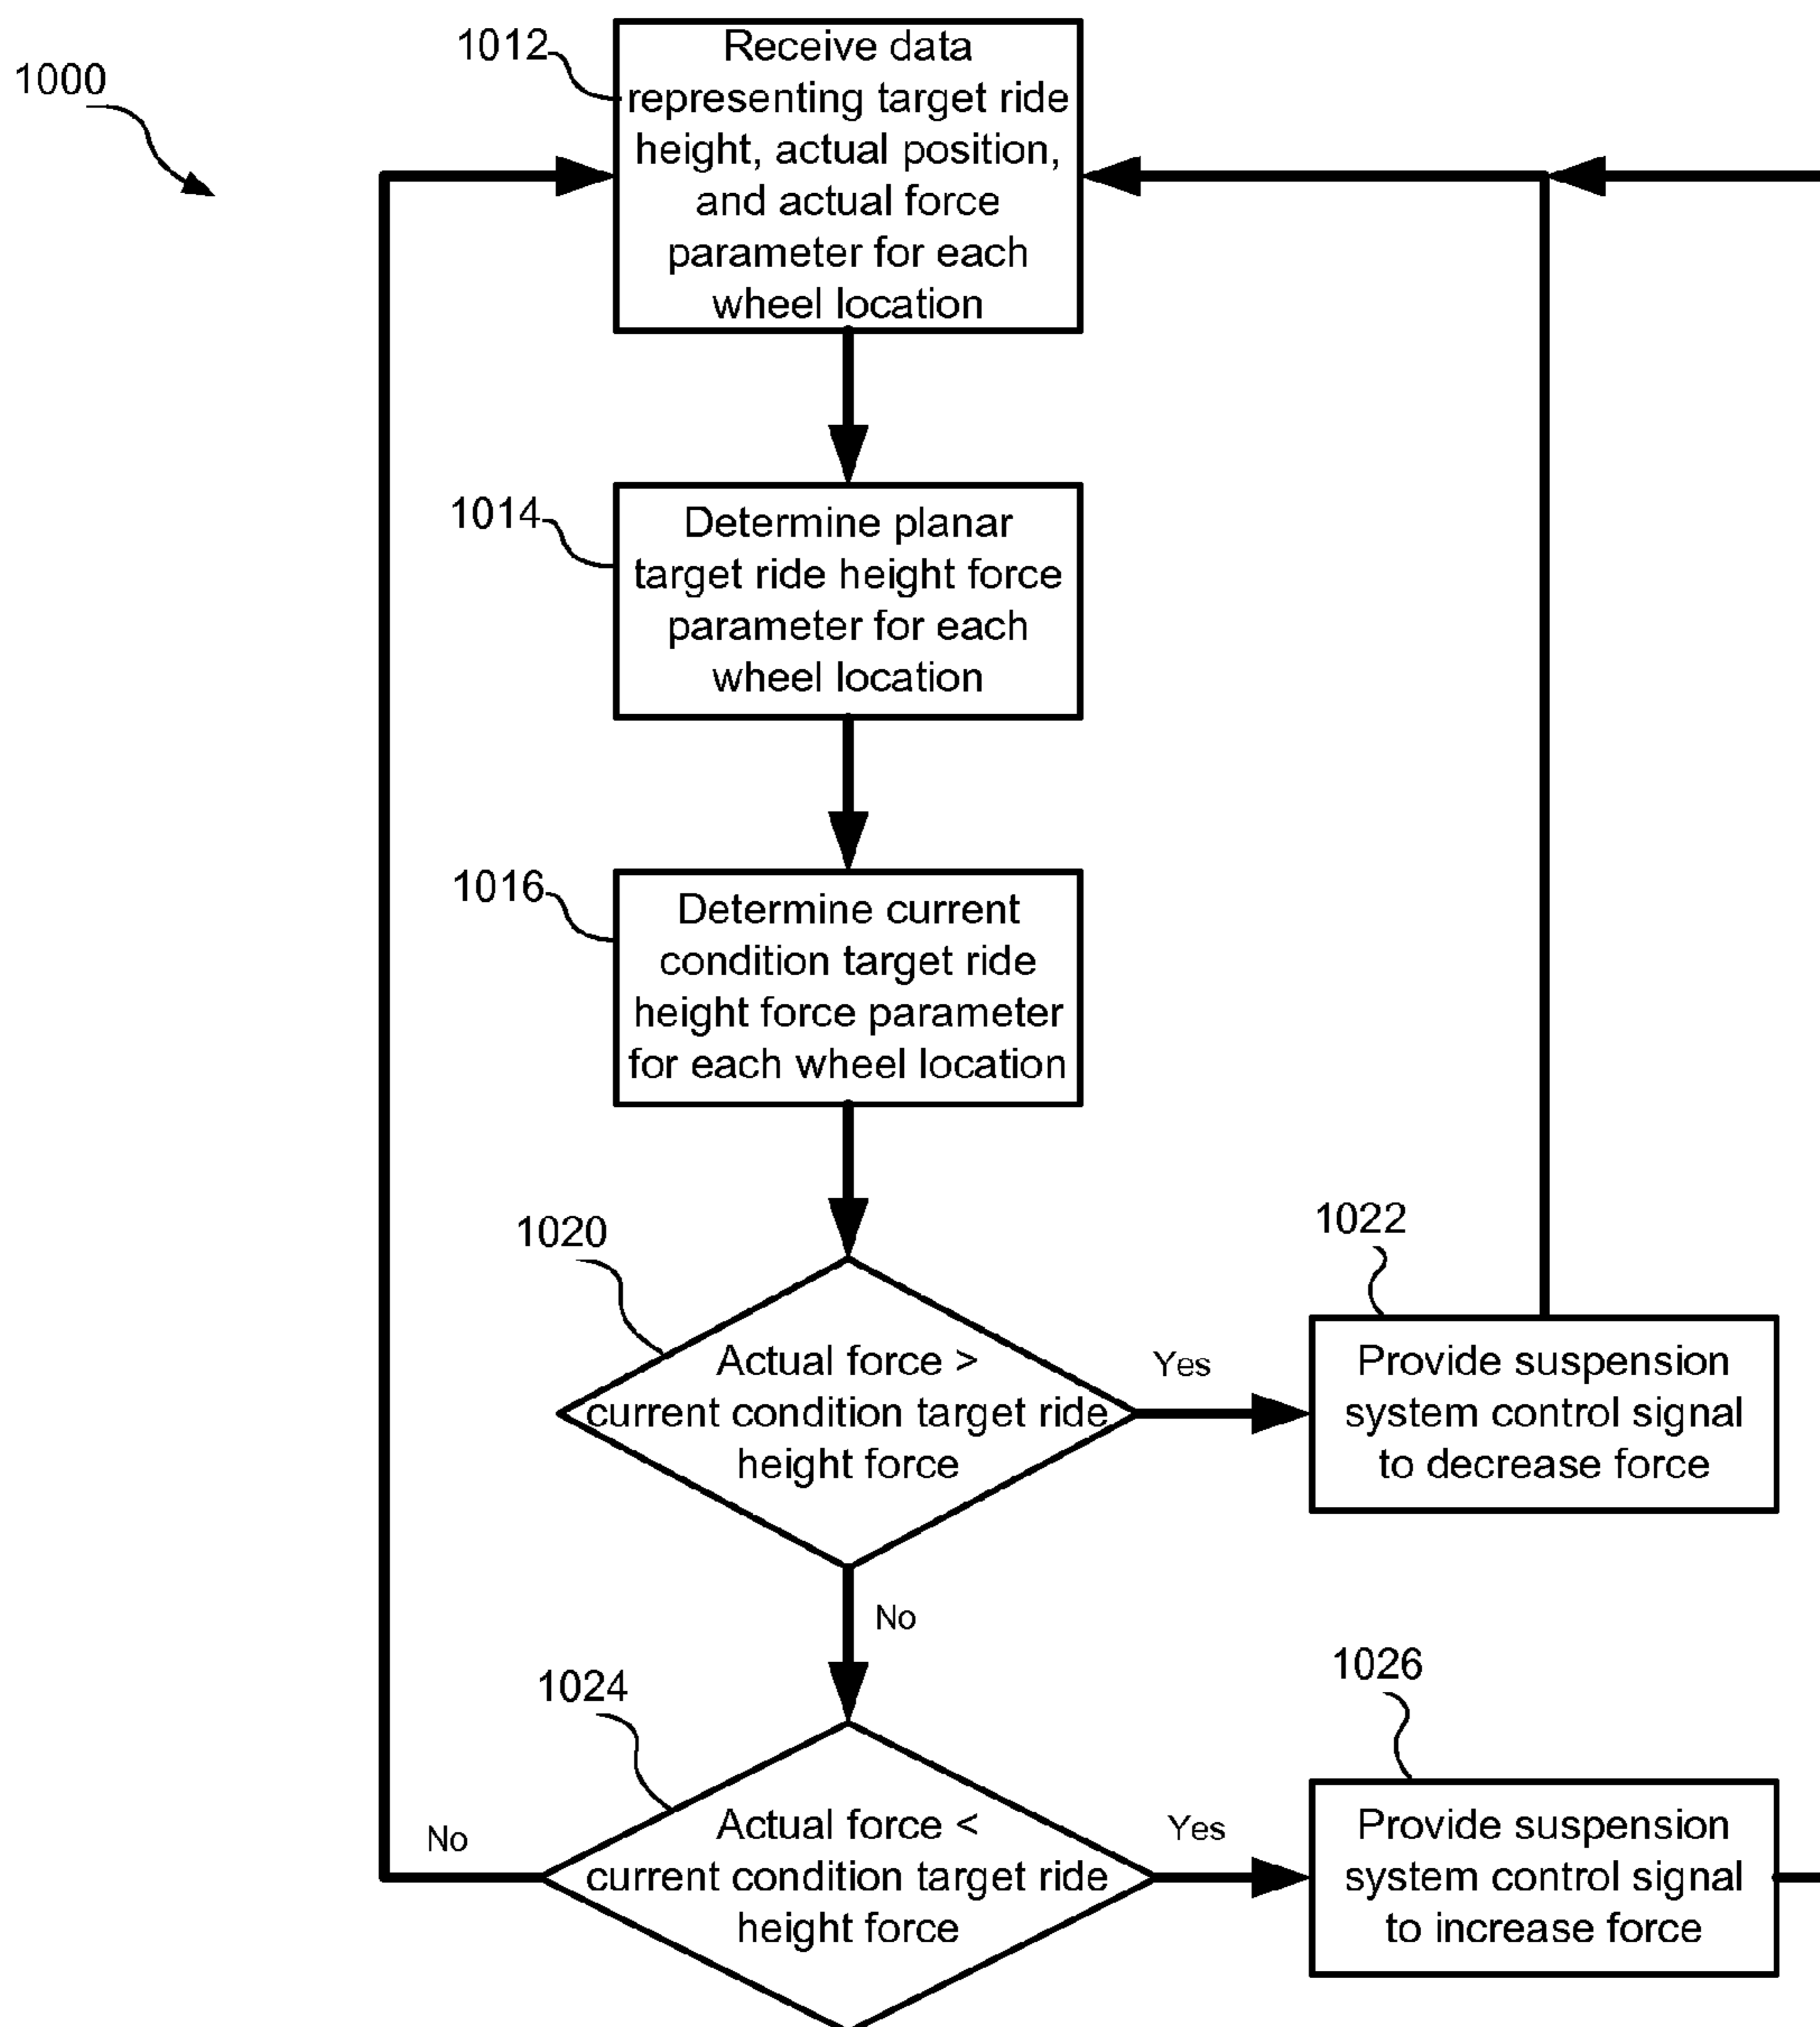 1000
1012
Receive data
representing target ride
height, actual position,
and actual force
parameter for each
wheel location
1014
Determine planar
target ride height force
parameter for each
wheel location
1016
Determine current
condition target ride
height force parameter
for each wheel location
1020
Actual force >
current condition target ride
height force
Yes
1022
Provide suspension
system control signal
to decrease force
No
1024
Actual force <
current condition target ride
height force
No
Yes
1026
Provide suspension
system control signal
to increase force